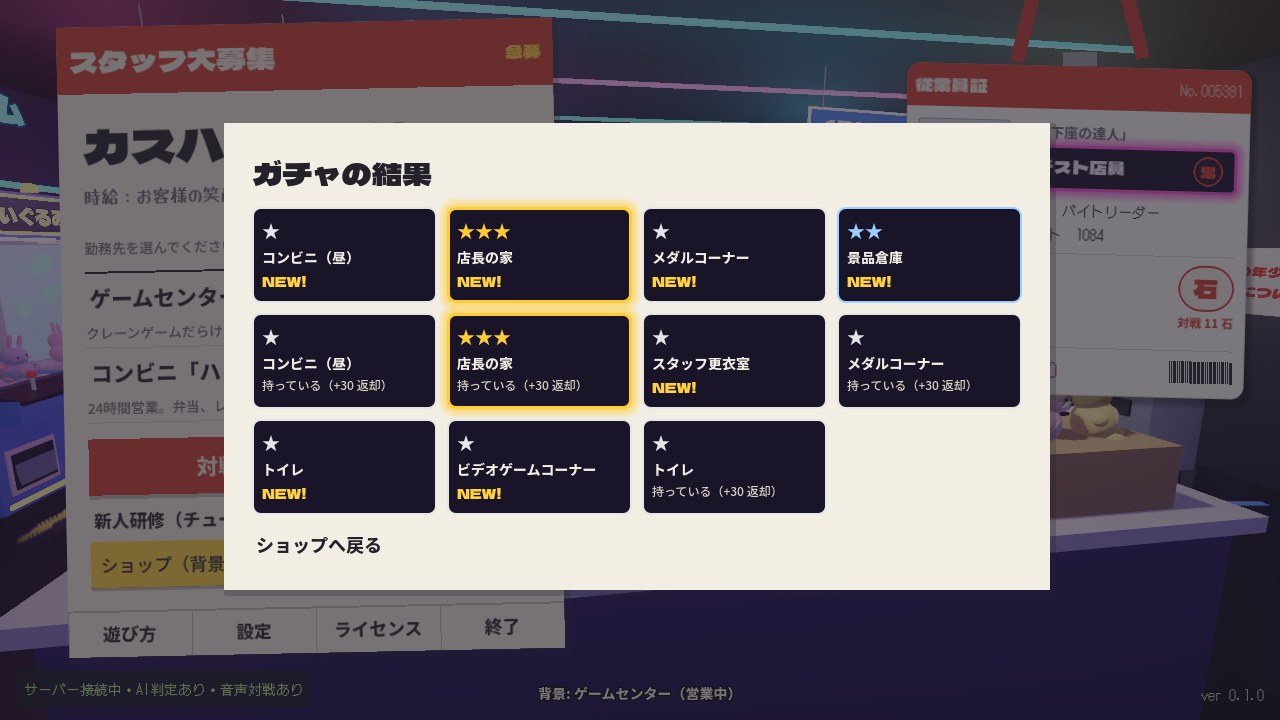 スタッフ大募集
急募
カスハ
時給：お客様の笑
勤務先を選んでくださ
ゲームセンター
クレーンゲームだらけ
コンビニ「ハ
24時間営業。弁当、レ
対戦
新人研修（チュー
ショップ（背景
遊び方
設定
ライセンス
終了
ガチャの結果
★
コンビニ（昼）
NEW!
★★★
店長の家
NEW!
★
メダルコーナー
NEW!
★★
景品倉庫
NEW!
★
コンビニ（昼）
持っている（+30 返却）
★★★
店長の家
持っている（+30 返却）
★
スタッフ更衣室
NEW!
★
メダルコーナー
持っている（+30 返却）
★
トイレ
NEW!
★
ビデオゲームコーナー
NEW!
★
トイレ
持っている（+30 返却）
ショップへ戻る
従業員証
No. 005381
下座の達人」
スト店員
バイトリーダー
ト 1084
石
対戦 11 石
いぐるみ
サーバー接続中・AI判定あり・音声対戦あり
背景: ゲームセンター（営業中）
ver 0.1.0